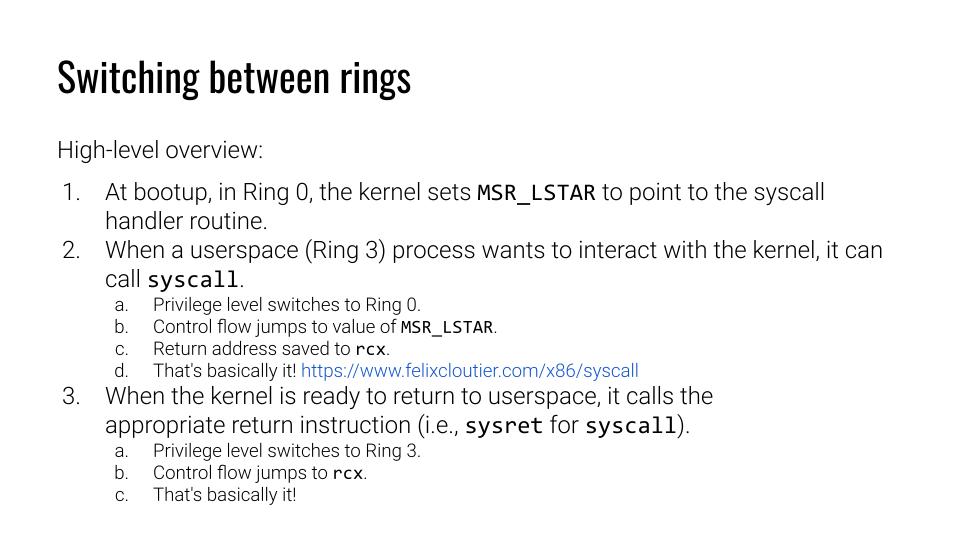 Switching between rings
High-level overview:
1. At bootup, in Ring 0, the kernel sets MSR_LSTAR to point to the syscall
handler routine.
2. When a userspace (Ring 3) process wants to interact with the kernel, it can
call syscall.
a. Privilege level switches to Ring 0.
b. Control flow jumps to value of MSR_LSTAR.
c. Return address saved to rcx.
d. That's basically it! https://www.felixcloutier.com/x86/syscall
3. When the kernel is ready to return to userspace, it calls the
appropriate return instruction (i.e., sysret for syscall).
a. Privilege level switches to Ring 3.
b. Control flow jumps to rcx.
c. That's basically it!